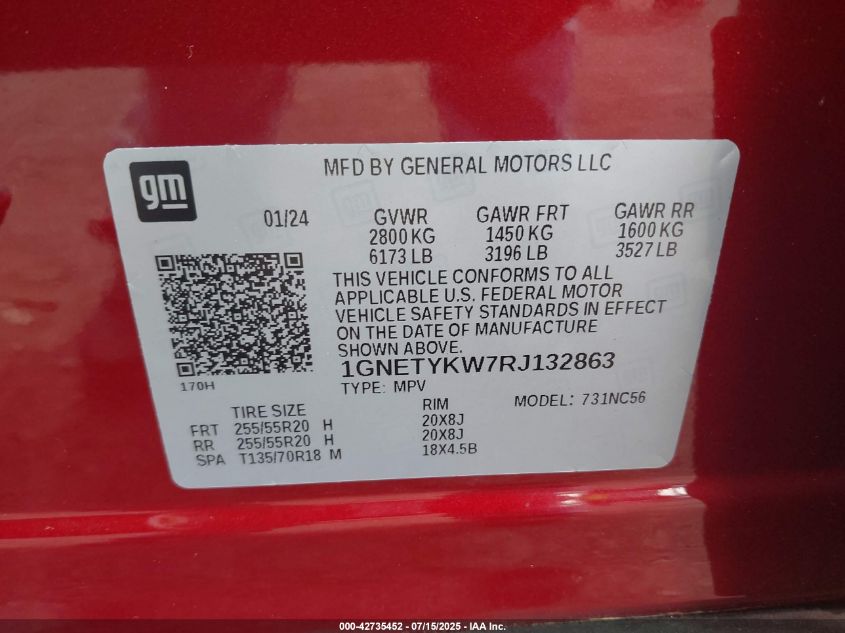 gm
MFD BY GENERAL MOTORS LLC
01/24 GVWR GAWR FRT GAWR RR
2800 KG 1450 KG 1600 KG
6173 LB 3196 LB 3527 LB
THIS VEHICLE CONFORMS TO ALL
APPLICABLE U.S. FEDERAL MOTOR
VEHICLE SAFETY STANDARDS IN EFFECT
ON THE DATE OF MANUFACTURE
SHOWN ABOVE.
1GNETYKW7RJ132863
170H
TYPE: MPV MODEL: 731NC56
TIRE SIZE RIM
FRT 255/55R20 H 20X8J
RR 255/55R20 H 20X8J
SPA T135/70R18 M 18X4.5B
000-42735452 - 07/15/2025 - IAA Inc.